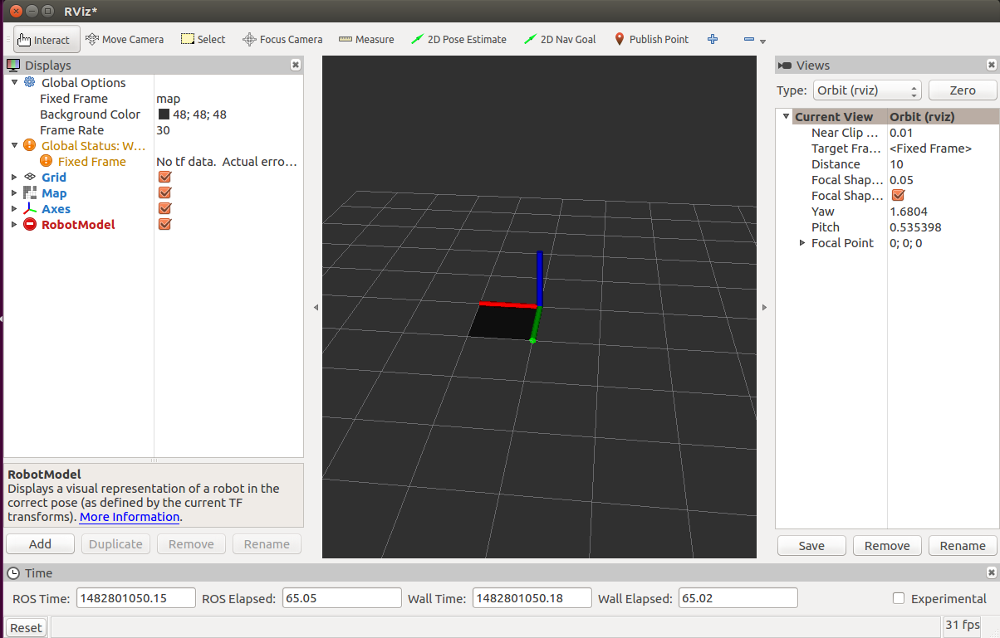 RViz*
Interact Move Camera Select Focus Camera Measure 2D Pose Estimate 2D Nav Goal Publish Point
Displays
Global Options
Fixed Frame map
Background Color 48; 48; 48
Frame Rate 30
Global Status: W...
Fixed Frame No tf data. Actual erro...
Grid
Map
Axes
RobotModel
RobotModel
Displays a visual representation of a robot in the
correct pose (as defined by the current TF
transforms). More Information.
Add Duplicate Remove Rename
Views
Type: Orbit (rviz) Zero
Current View Orbit (rviz)
Near Clip ... 0.01
Target Fra... <Fixed Frame>
Distance 10
Focal Shap... 0.05
Focal Shap...
Yaw 1.6804
Pitch 0.535398
Focal Point 0; 0; 0
Save Remove Rename
Time
ROS Time: 1482801050.15 ROS Elapsed: 65.05 Wall Time: 1482801050.18 Wall Elapsed: 65.02 Experimental
Reset 31 fps